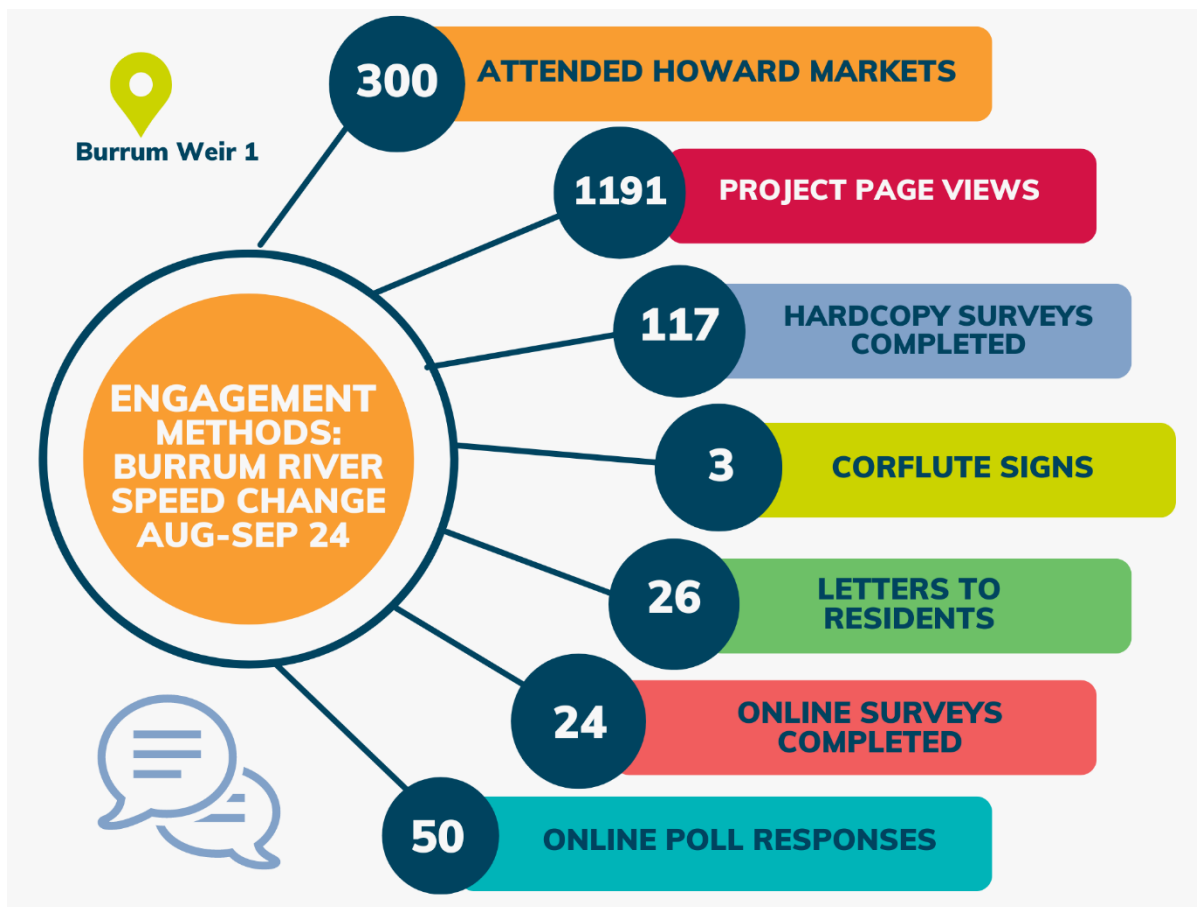 300
ATTENDED HOWARD MARKETS
Burrum Weir 1
1191
PROJECT PAGE VIEWS
117
HARDCOPY SURVEYS
COMPLETED
ENGAGEMENT
METHODS:
BURRUM RIVER
SPEED CHANGE
AUG-SEP 24
3
CORFLUTE SIGNS
26
LETTERS TO
RESIDENTS
24
ONLINE SURVEYS
COMPLETED
50
ONLINE POLL RESPONSES